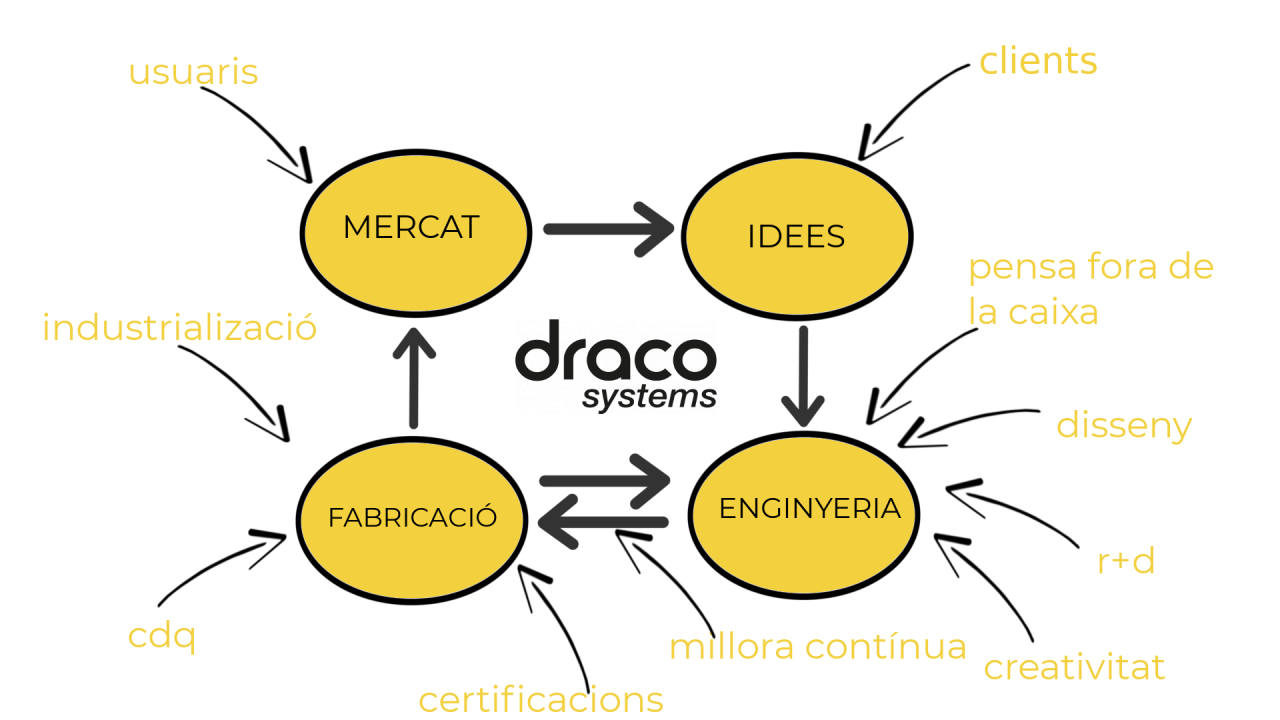 usuaris
clients
MERCAT
IDEES
pensa fora de
la caixa
industrializació
draco
systems
disseny
FABRICACIÓ
ENGINYERIA
r+d
cdq
millora contínua
creativitat
certificacions